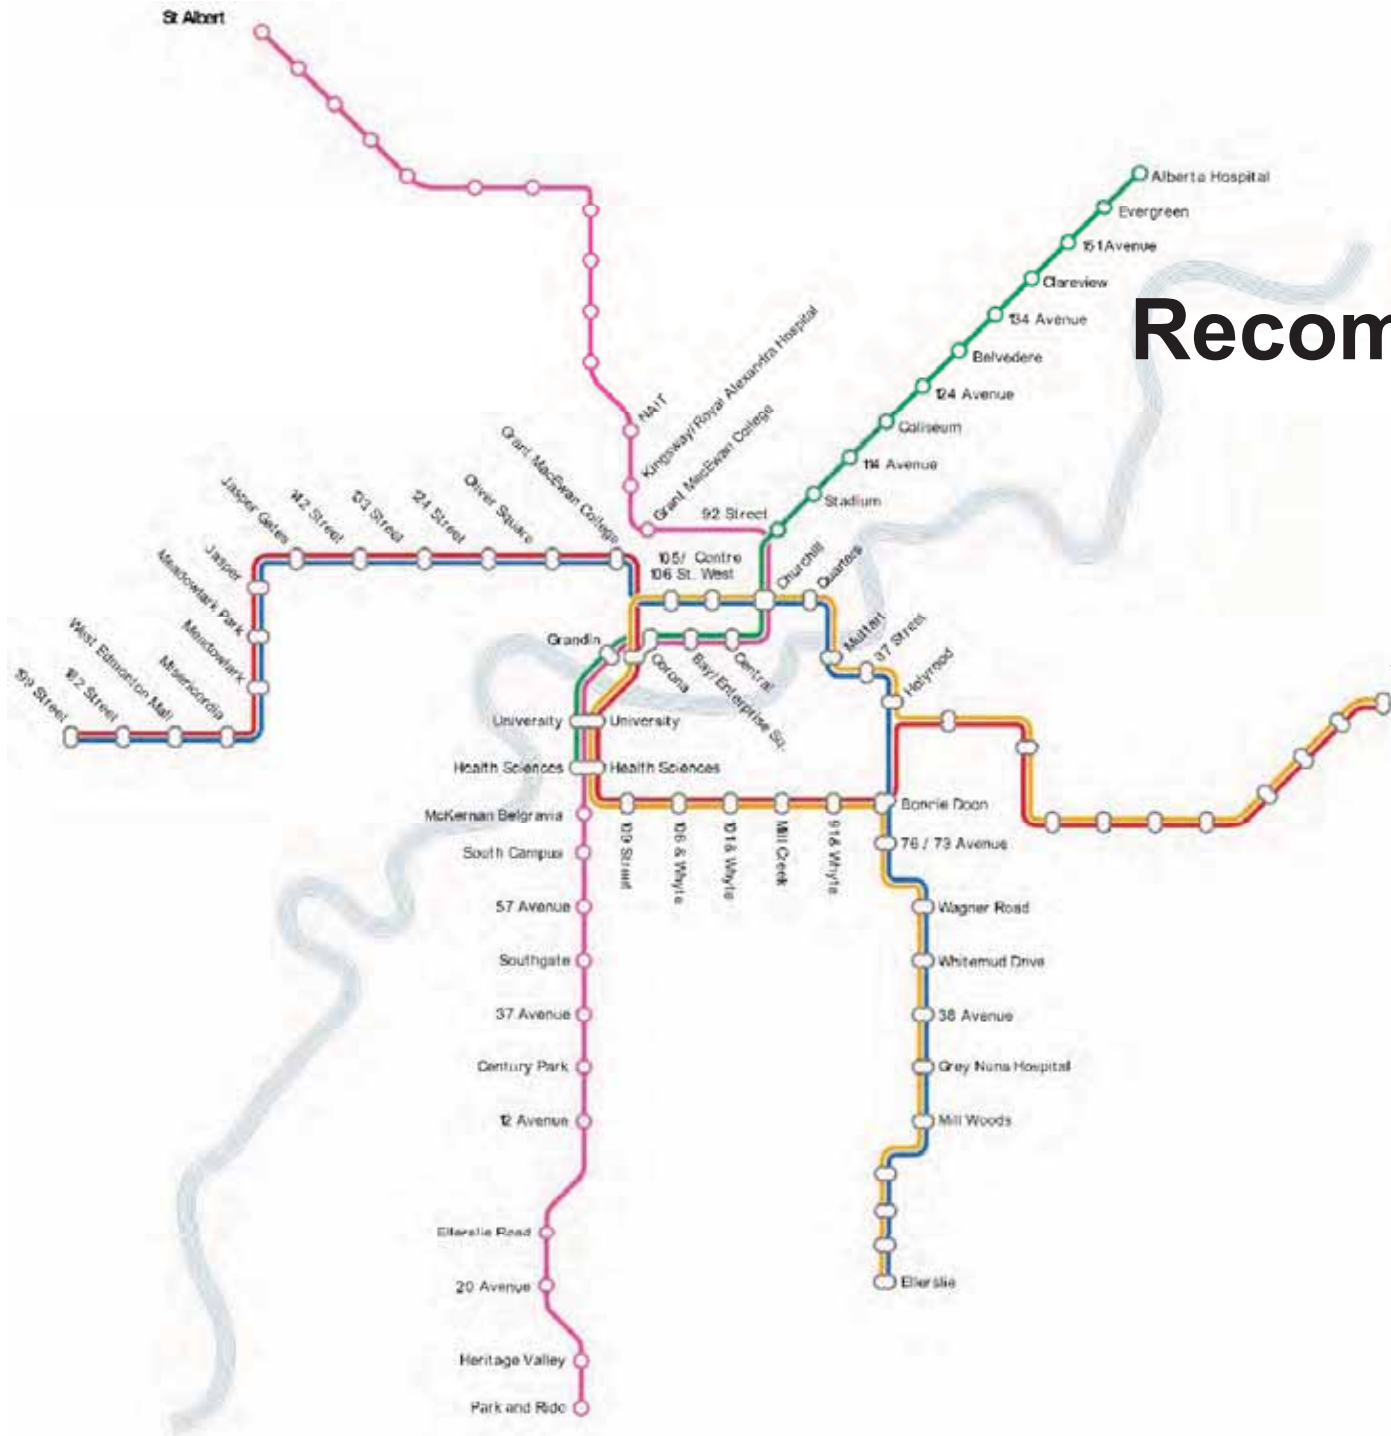 St Albert
Alberta Hospital
Evergreen
151 Avenue
Clareview
134 Avenue
Recom
Belvedere
124 Avenue
Coliseum
114 Avenue
Stadium
NAIT
Kingsway/Royal Alexandra Hospital
Grant MacEwan College
92 Street
Grant MacEwan College
Oliver Square
124 Street
133 Street
142 Street
Jasper Gates
Jasper
Meadowlark Park
Meadowlark
Misericordia
West Edmonton Mall
182 Street
199 Street
105/ Centre
106 St. West
Churchill
Quarters
Muttart
37 Street
Holyrood
Grandin
Corona
Bay/Enterprise Sq.
Central
University
University
Health Sciences
Health Sciences
McKernan Belgravia
South Campus
57 Avenue
Southgate
37 Avenue
Century Park
12 Avenue
Ellerslie Road
20 Avenue
Heritage Valley
Park and Ride
109 Street
106 & Whyte
101& Whyte
Mill Creek
91& Whyte
Bonnie Doon
76 / 73 Avenue
Wagner Road
Whitemud Drive
38 Avenue
Grey Nuns Hospital
Mill Woods
Ellerslie